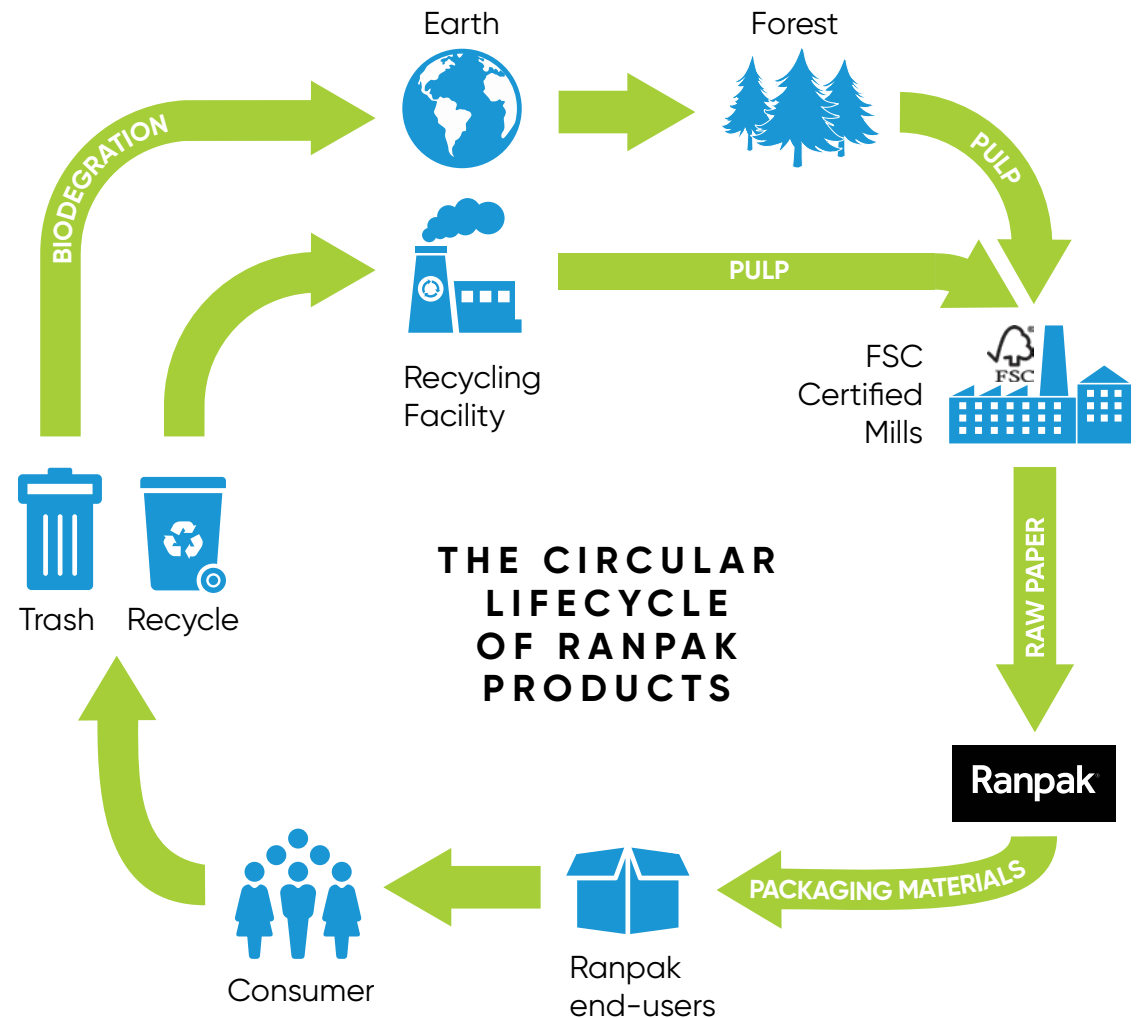 Earth
Forest
BIODEGRATION
PULP
PULP
FSC
Recycling
Facility
FSC
Certified
Mills
Trash
Recycle
THE CIRCULAR
LIFECYCLE
OF RANPAK
PRODUCTS
RAW PAPER
Ranpak
PACKAGING MATERIALS
Ranpak
end-users
Consumer